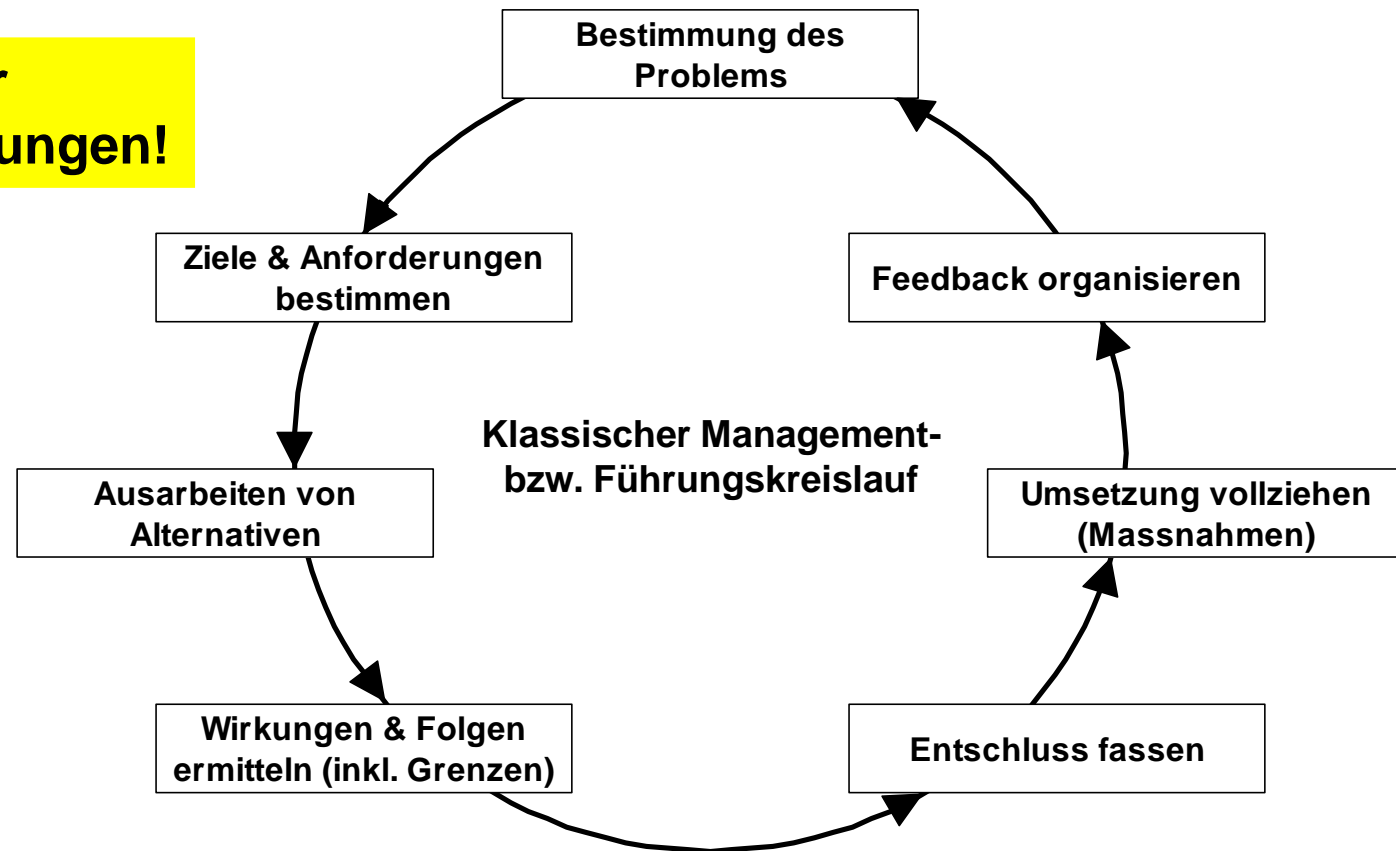 Bestimmung des
Problems
ungen!
Ziele & Anforderungen
bestimmen
Feedback organisieren
Klassischer Management-
bzw. Führungskreislauf
Ausarbeiten von
Alternativen
Umsetzung vollziehen
(Massnahmen)
Wirkungen & Folgen
ermitteln (inkl. Grenzen)
Entschluss fassen